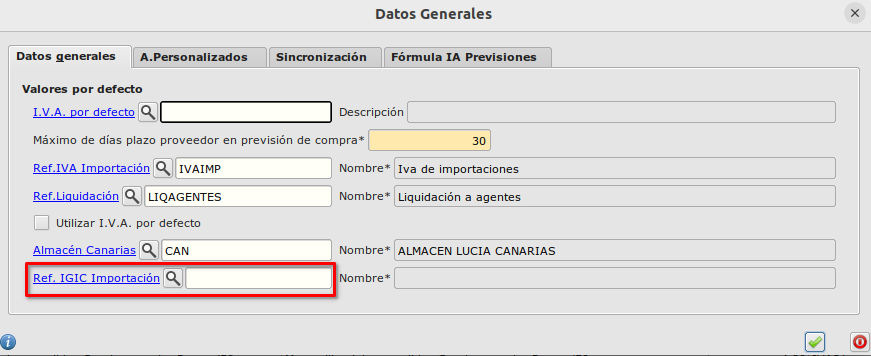 Datos Generales
Datos generales A.Personalizados Sincronización Fórmula IA Previsiones
Valores por defecto
I.V.A. por defecto Descripción
Máximo de días plazo proveedor en previsión de compra* 30
Ref.IVA Importación IVAIMP Nombre* Iva de importaciones
Ref.Liquidación LIQAGENTES Nombre* Liquidación a agentes
Utilizar I.V.A. por defecto
Almacén Canarias CAN Nombre* ALMACEN LUCIA CANARIAS
Ref. IGIC Importación Nombre*